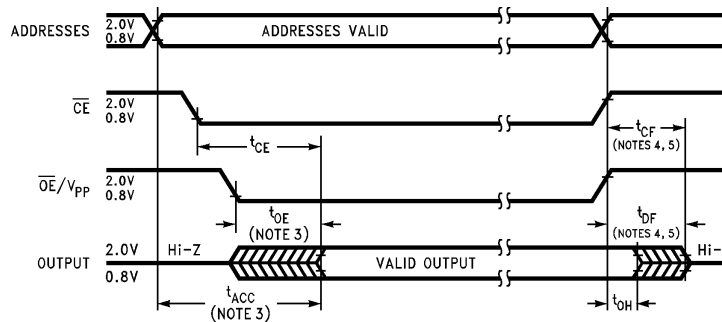 ADDRESSES 2.0V ADDRESSES VALID
0.8V
CE 2.0V
0.8V
tCE
tCF
(NOTES 4, 5)
OE/VPP 2.0V
0.8V
tOE
(NOTE 3)
tDF
(NOTES 4, 5)
OUTPUT 2.0V Hi-Z VALID OUTPUT Hi-
0.8V
tACC
(NOTE 3)
tOH